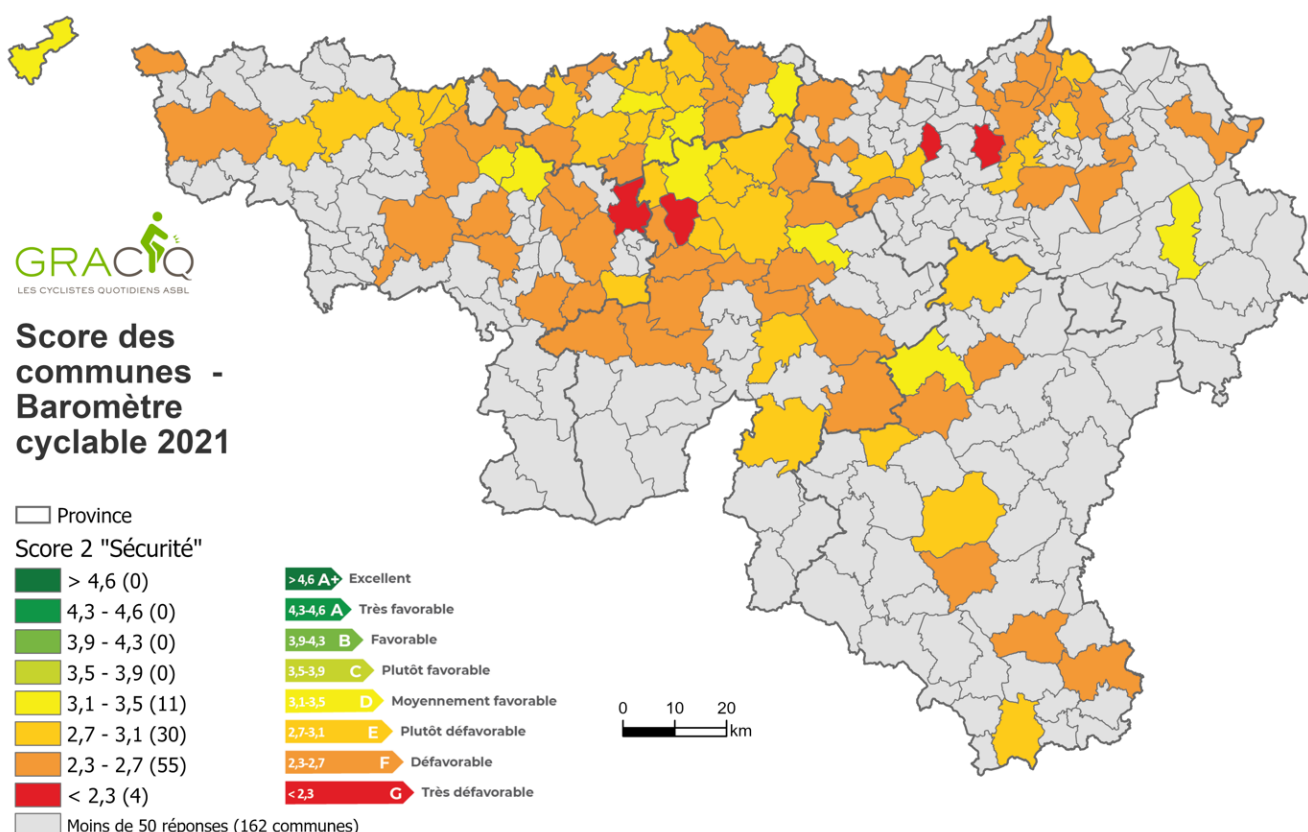 GRACQ
LES CYCLISTES QUOTIDIENS ASBL
Score des
communes -
Baromètre
cyclable 2021
Province
Score 2 "Sécurité"
> 4,6 (0)
4,3 - 4,6 (0)
3,9 - 4,3 (0)
3,5 - 3,9 (0)
3,1 - 3,5 (11)
2,7 - 3,1 (30)
2,3 - 2,7 (55)
< 2,3 (4)
Moins de 50 réponses (162 communes)
> 4,6 A+ Excellent
4,3-4,6 A Très favorable
3,9-4,3 B Favorable
3,5-3,9 C Plutôt favorable
3,1-3,5 D Moyennement favorable
2,7-3,1 E Plutôt défavorable
2,3-2,7 F Défavorable
< 2,3 G Très défavorable
0 10 20
km